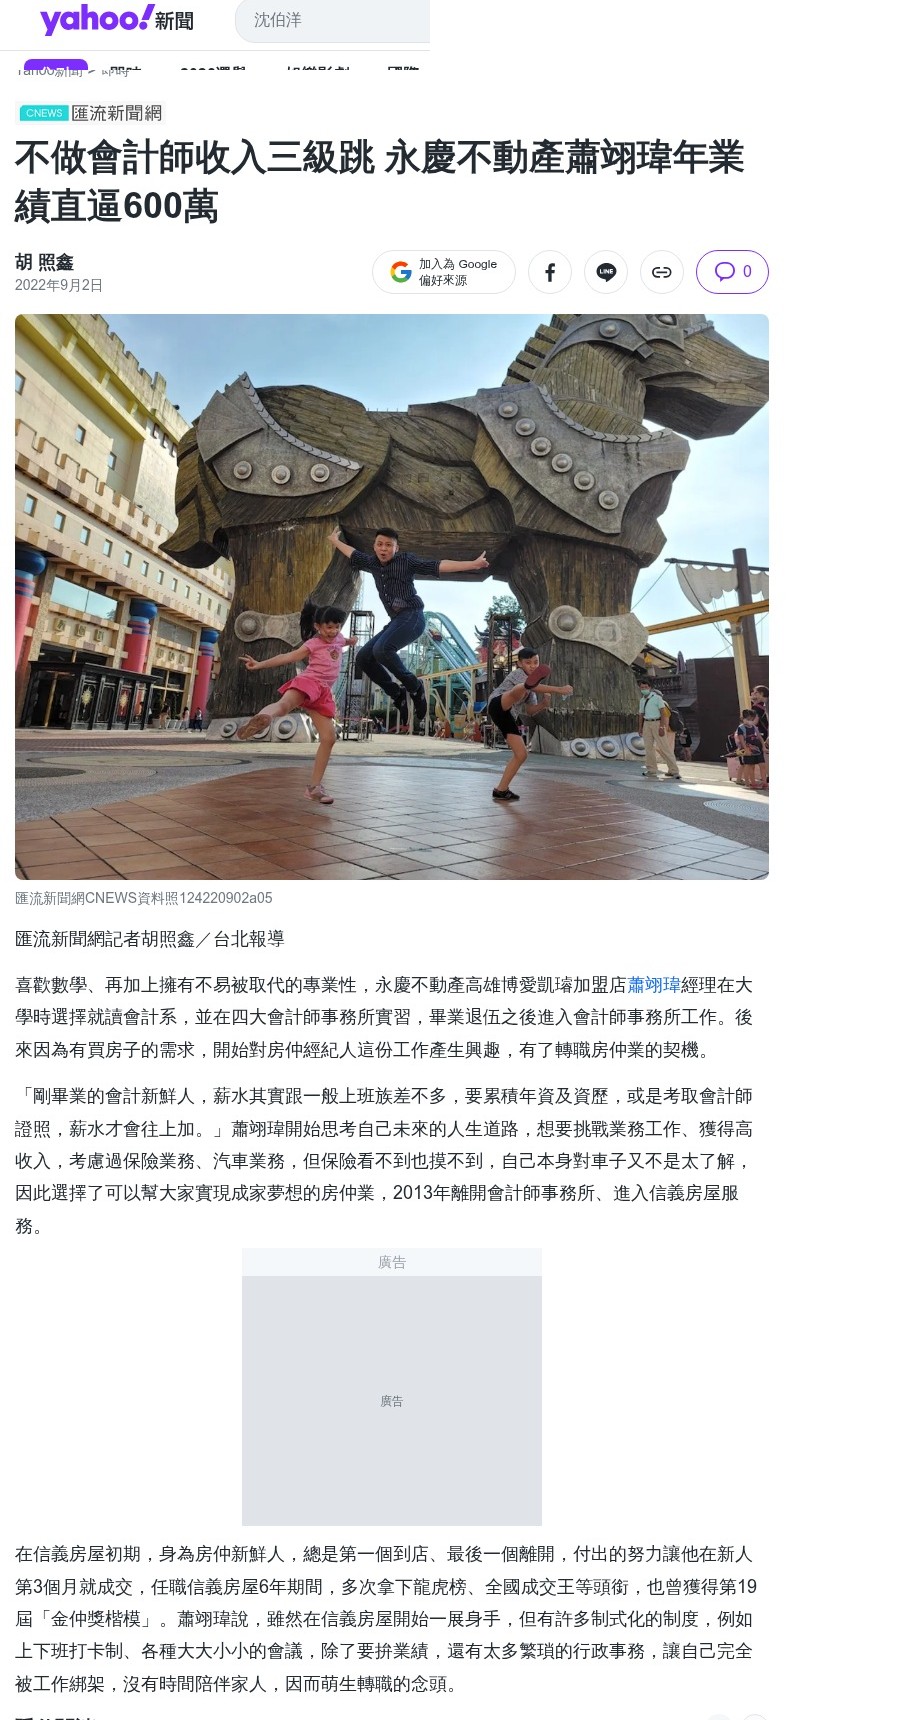 yahoo!新聞
沈伯洋
Yahoo新聞 > 即時
CNEWS 匯流新聞網
不做會計師收入三級跳 永慶不動產蕭翊瑋年業
績直逼600萬
胡 照鑫
2022年9月2日
加入為 Google
偏好來源
LINE
0
匯流新聞網CNEWS資料照124220902a05
匯流新聞網記者胡照鑫／台北報導
喜歡數學、再加上擁有不易被取代的專業性，永慶不動產高雄博愛凱璿加盟店蕭翊瑋經理在大
學時選擇就讀會計系，並在四大會計師事務所實習，畢業退伍之後進入會計師事務所工作。後
來因為有買房子的需求，開始對房仲經紀人這份工作產生興趣，有了轉職房仲業的契機。
「剛畢業的會計新鮮人，薪水其實跟一般上班族差不多，要累積年資及資歷，或是考取會計師
證照，薪水才會往上加。」蕭翊瑋開始思考自己未來的人生道路，想要挑戰業務工作、獲得高
收入，考慮過保險業務、汽車業務，但保險看不到也摸不到，自己本身對車子又不是太了解，
因此選擇了可以幫大家實現成家夢想的房仲業，2013年離開會計師事務所、進入信義房屋服
務。
廣告
廣告
在信義房屋初期，身為房仲新鮮人，總是第一個到店、最後一個離開，付出的努力讓他在新人
第3個月就成交，任職信義房屋6年期間，多次拿下龍虎榜、全國成交王等頭銜，也曾獲得第19
屆「金仲獎楷模」。蕭翊瑋說，雖然在信義房屋開始一展身手，但有許多制式化的制度，例如
上下班打卡制、各種大大小小的會議，除了要拚業績，還有太多繁瑣的行政事務，讓自己完全
被工作綁架，沒有時間陪伴家人，因而萌生轉職的念頭。